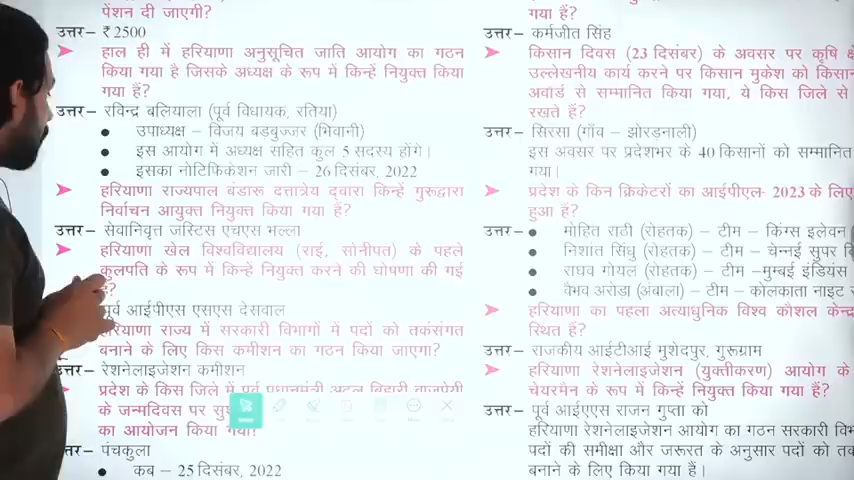 पेंशन दी जाएगी?
उत्तर– ₹2500
हाल ही में हरियाणा अनुसूचित जाति आयोग का गठन
किया गया है जिसके अध्यक्ष के रूप में किन्हें नियुक्त किया
गया है?
उत्तर– रविन्द्र बलियाला (पूर्व विधायक, रतिया)
● उपाध्यक्ष – विजय बड़बुज्जर (भिवानी)
● इस आयोग में अध्यक्ष सहित कुल 5 सदस्य होंगे।
● इसका नोटिफिकेशन जारी – 26 दिसंबर, 2022
हरियाणा राज्यपाल बंडारू दत्तात्रेय द्वारा किन्हें गुरुद्वारा
निर्वाचन आयुक्त नियुक्त किया गया है?
उत्तर– सेवानिवृत्त जस्टिस एचएस भल्ला
हरियाणा खेल विश्वविद्यालय (राई, सोनीपत) के पहले
कुलपति के रूप में किन्हें नियुक्त करने की घोषणा की गई
है?
पूर्व आईपीएस एसएस देसवाल
हरियाणा राज्य में सरकारी विभागों में पदों को तर्कसंगत
बनाने के लिए किस कमीशन का गठन किया जाएगा?
उत्तर– रेशनेलाइजेशन कमीशन
प्रदेश के किस जिले में पूर्व प्रधानमंत्री अटल बिहारी वाजपेयी
के जन्मदिवस पर
का आयोजन किया गया?
उत्तर– पंचकुला
● कब – 25 दिसंबर, 2022
गया है?
उत्तर– कर्मजीत सिंह
किसान दिवस (23 दिसंबर) के अवसर पर कृषि
उल्लेखनीय कार्य करने पर किसान मुकेश को किसान
अवॉर्ड से सम्मानित किया गया, ये किस जिले से
रखते हैं?
उत्तर– सिरसा (गाँव – झोरड़नाली)
इस अवसर पर प्रदेशभर के 40 किसानों को सम्मानित
गया।
प्रदेश के किन क्रिकेटरों का आईपीएल- 2023 के लिए
हुआ है?
उत्तर– ● मोहित राठी (रोहतक) – टीम – किंग्स इलेवन
● निशांत सिंधु (रोहतक) – टीम – चेन्नई सुपर
● राघव गोयल (रोहतक) – टीम –मुम्बई इंडियंस
● वैभव अरोड़ा (अंबाला) – टीम – कोलकाता नाइट
हरियाणा का पहला अत्याधुनिक विश्व कौशल केन्द्र
स्थित है?
उत्तर– राजकीय आईटीआई मुशेदपुर, गुरूग्राम
हरियाणा रेशनेलाइजेशन (युक्तीकरण) आयोग के
चेयरमैन के रूप में किन्हें नियुक्त किया गया है?
उत्तर– पूर्व आईएएस राजन गुप्ता को
हरियाणा रेशनेलाइजेशन आयोग का गठन सरकारी
पदों की समीक्षा और जरूरत के अनुसार पदों को
बनाने के लिए किया गया है।